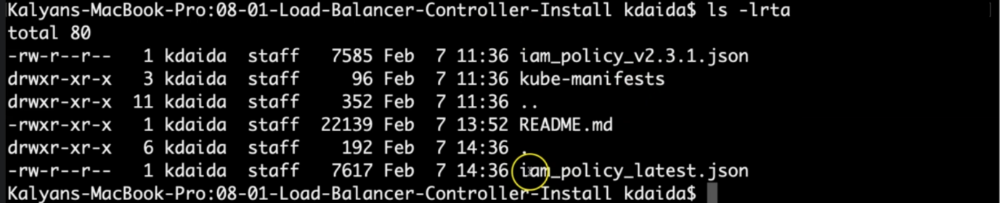 Kalyans-MacBook-Pro:08-01-Load-Balancer-Controller-Install kdaida$ ls -lrta
total 80
-rw-r--r--   1 kdaida  staff   7585 Feb  7 11:36 iam_policy_v2.3.1.json
drwxr-xr-x   3 kdaida  staff     96 Feb  7 11:36 kube-manifests
drwxr-xr-x  11 kdaida  staff    352 Feb  7 11:36 ..
-rwxr-xr-x   1 kdaida  staff  22139 Feb  7 13:52 README.md
drwxr-xr-x   6 kdaida  staff    192 Feb  7 14:36 .
-rw-r--r--   1 kdaida  staff   7617 Feb  7 14:36 iam_policy_latest.json
Kalyans-MacBook-Pro:08-01-Load-Balancer-Controller-Install kdaida$